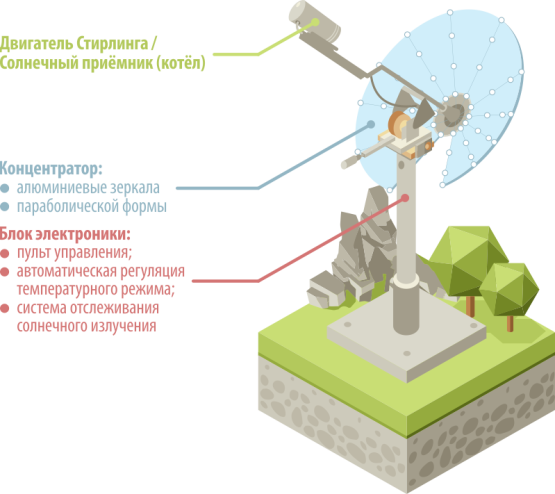 Двигатель Стирлинга /
Солнечный приёмник (котёл)
Концентратор:
● алюминиевые зеркала
● параболической формы
Блок электроники:
● пульт управления;
● автоматическая регуляция
температурного режима;
● система отслеживания
солнечного излучения